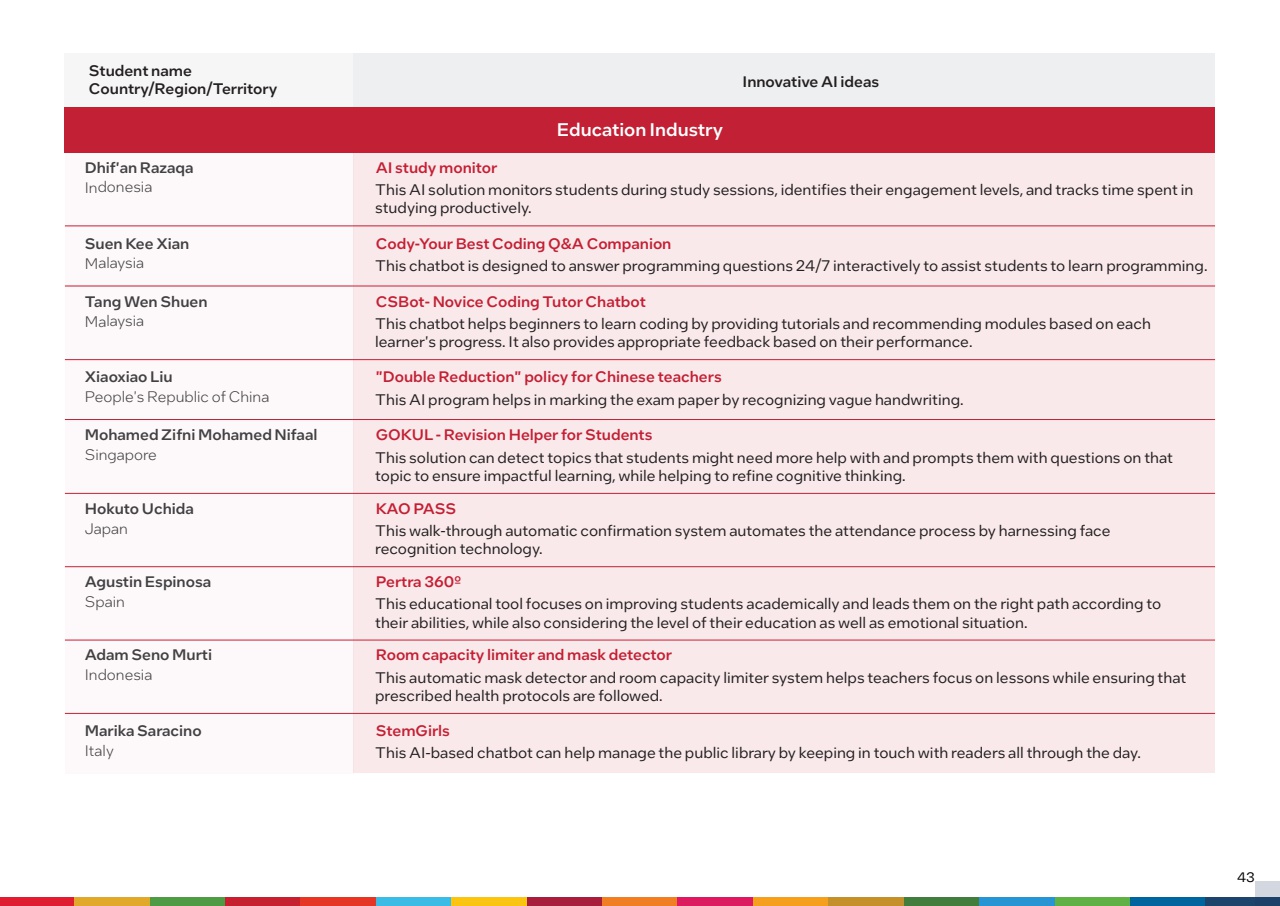 Student name
Country/Region/Territory
Innovative AI ideas
Education Industry
Dhif'an Razaqa
Indonesia
AI study monitor
This AI solution monitors students during study sessions, identifies their engagement levels, and tracks time spent in
studying productively.
Suen Kee Xian
Malaysia
Cody-Your Best Coding Q&A Companion
This chatbot is designed to answer programming questions 24/7 interactively to assist students to learn programming.
Tang Wen Shuen
Malaysia
CSBot- Novice Coding Tutor Chatbot
This chatbot helps beginners to learn coding by providing tutorials and recommending modules based on each
learner's progress. It also provides appropriate feedback based on their performance.
Xiaoxiao Liu
People's Republic of China
"Double Reduction" policy for Chinese teachers
This AI program helps in marking the exam paper by recognizing vague handwriting.
Mohamed Zifni Mohamed Nifaal
Singapore
GOKUL - Revision Helper for Students
This solution can detect topics that students might need more help with and prompts them with questions on that
topic to ensure impactful learning, while helping to refine cognitive thinking.
Hokuto Uchida
Japan
KAO PASS
This walk-through automatic confirmation system automates the attendance process by harnessing face
recognition technology.
Agustin Espinosa
Spain
Pertra 360º
This educational tool focuses on improving students academically and leads them on the right path according to
their abilities, while also considering the level of their education as well as emotional situation.
Adam Seno Murti
Indonesia
Room capacity limiter and mask detector
This automatic mask detector and room capacity limiter system helps teachers focus on lessons while ensuring that
prescribed health protocols are followed.
Marika Saracino
Italy
StemGirls
This AI-based chatbot can help manage the public library by keeping in touch with readers all through the day.
43